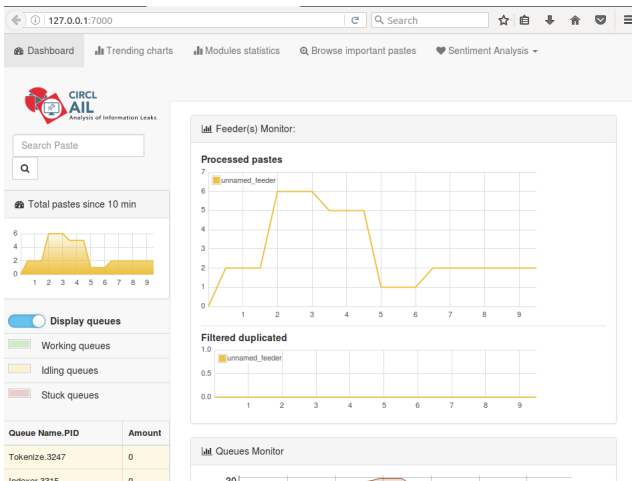 127.0.0.1:7000
Search
Dashboard
Trending charts
Modules statistics
Browse important pastes
Sentiment Analysis
CIRCL
AIL
Analysis of Information Leaks
Search Paste
Total pastes since 10 min
6
4
2
0
1 2 3 4 5 6 7 8 9
Display queues
Working queues
Idling queues
Stuck queues
Queue Name.PID Amount
Tokenize.3247 0
Indexer.3315 0
Feeder(s) Monitor:
Processed pastes
7
unnamed_feeder
6
5
4
3
2
1
0
1 2 3 4 5 6 7 8 9
Filtered duplicated
1.0
unnamed_feeder
0.5
0.0
1 2 3 4 5 6 7 8 9
Queues Monitor
20